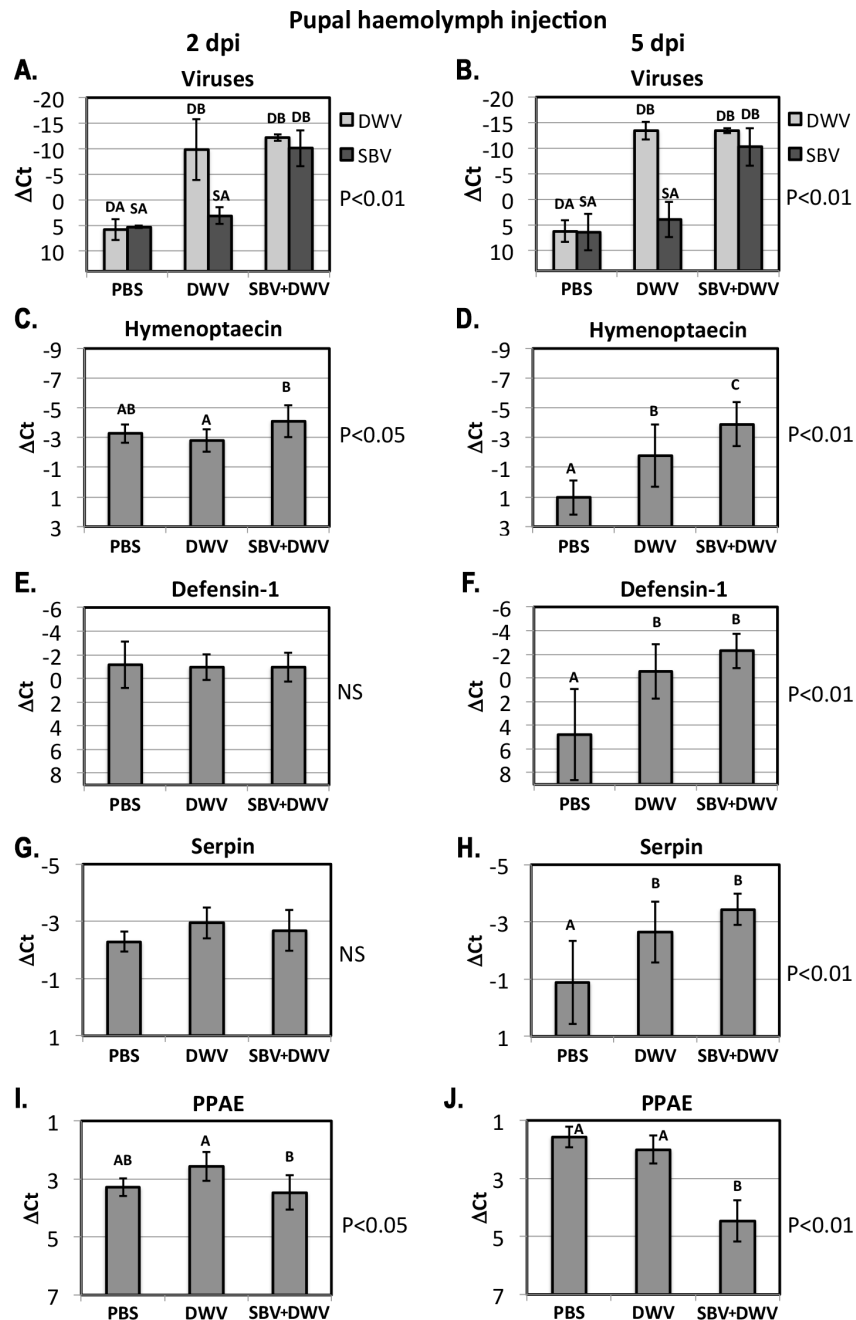 Pupal haemolymph injection
2 dpi
5 dpi
A.
Viruses
ΔCt
-20
-15
-10
-5
0
5
10
DA
SA
DB
SA
DB
DB
PBS
DWV
SBV+DWV
DWV
SBV
P<0.01
B.
Viruses
ΔCt
-20
-15
-10
-5
0
5
10
DA
SA
DB
SA
DB
DB
PBS
DWV
SBV+DWV
DWV
SBV
P<0.01
C.
Hymenoptaecin
ΔCt
-9
-7
-5
-3
-1
1
3
AB
A
B
PBS
DWV
SBV+DWV
P<0.05
D.
Hymenoptaecin
ΔCt
-9
-7
-5
-3
-1
1
3
A
B
C
PBS
DWV
SBV+DWV
P<0.01
E.
Defensin-1
ΔCt
-6
-4
-2
0
2
4
6
8
PBS
DWV
SBV+DWV
NS
F.
Defensin-1
ΔCt
-6
-4
-2
0
2
4
6
8
A
B
B
PBS
DWV
SBV+DWV
P<0.01
G.
Serpin
ΔCt
-5
-3
-1
1
PBS
DWV
SBV+DWV
NS
H.
Serpin
ΔCt
-5
-3
-1
1
A
B
B
PBS
DWV
SBV+DWV
P<0.01
I.
PPAE
ΔCt
1
3
5
7
AB
A
B
PBS
DWV
SBV+DWV
P<0.05
J.
PPAE
ΔCt
1
3
5
7
A
A
B
PBS
DWV
SBV+DWV
P<0.01